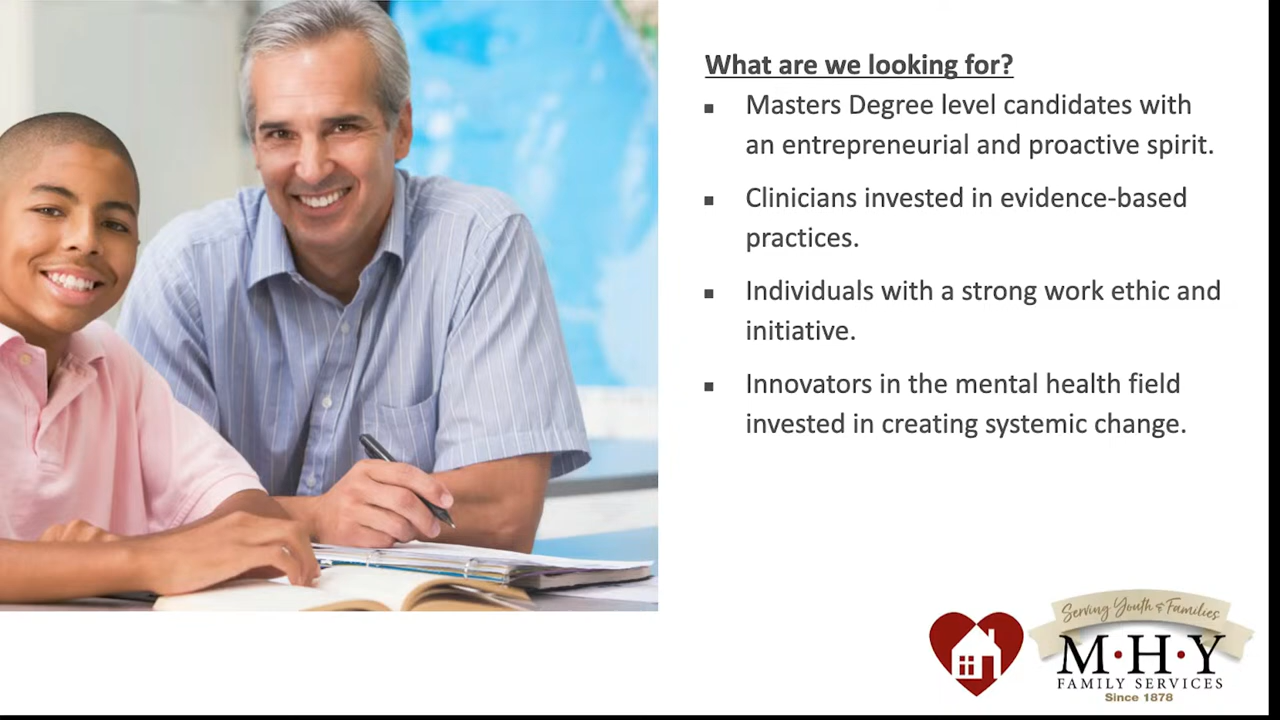 What are we looking for?
▪ Masters Degree level candidates with
an entrepreneurial and proactive spirit.
▪ Clinicians invested in evidence-based
practices.
▪ Individuals with a strong work ethic and
initiative.
▪ Innovators in the mental health field
invested in creating systemic change.
Serving Youth & Families
M·H·Y
FAMILY SERVICES
Since 1878